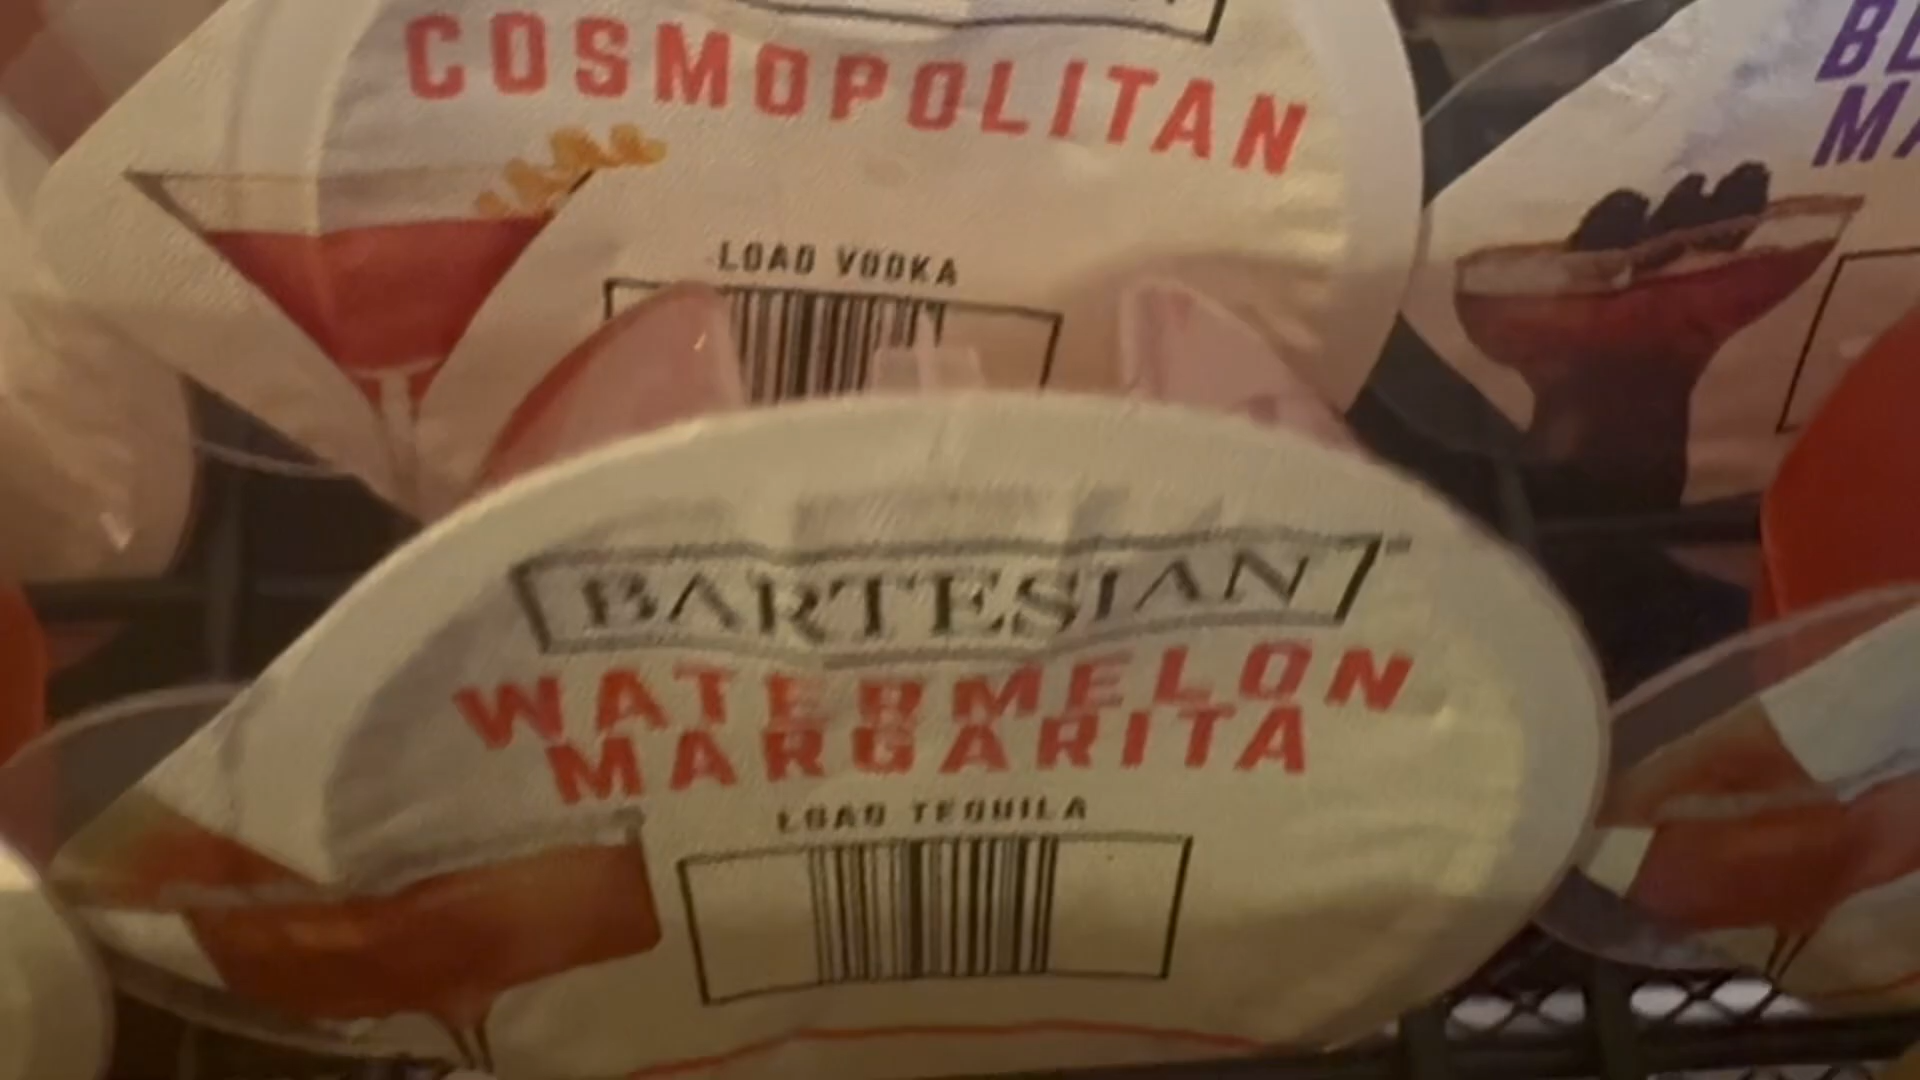 COSMOPOLITAN
LOAD VODKA
BARTESIAN
WATERMELON
MARGARITA
LOAD TEQUILA